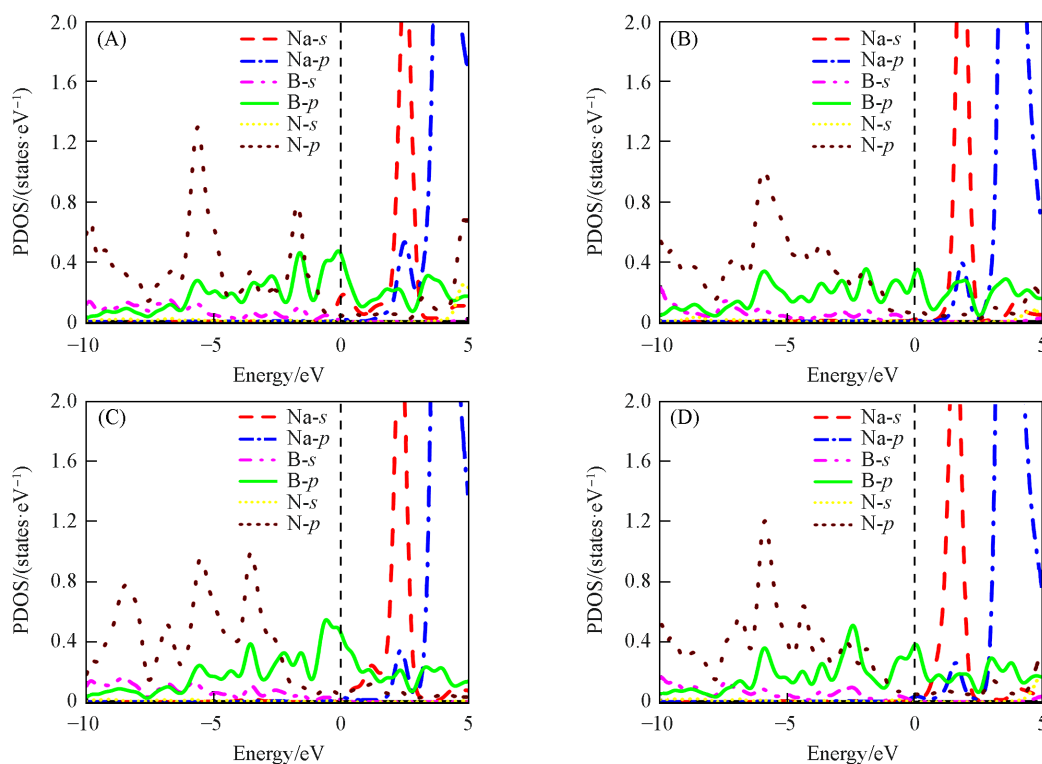 (A)
PDOS/(states·eV⁻¹)
2.0
1.6
1.2
0.8
0.4
0
Na-s
Na-p
B-s
B-p
N-s
N-p
−10
−5
0
5
Energy/eV
(B)
PDOS/(states·eV⁻¹)
2.0
1.6
1.2
0.8
0.4
0
Na-s
Na-p
B-s
B-p
N-s
N-p
−10
−5
0
5
Energy/eV
(C)
PDOS/(states·eV⁻¹)
2.0
1.6
1.2
0.8
0.4
0
Na-s
Na-p
B-s
B-p
N-s
N-p
−10
−5
0
5
Energy/eV
(D)
PDOS/(states·eV⁻¹)
2.0
1.6
1.2
0.8
0.4
0
Na-s
Na-p
B-s
B-p
N-s
N-p
−10
−5
0
5
Energy/eV